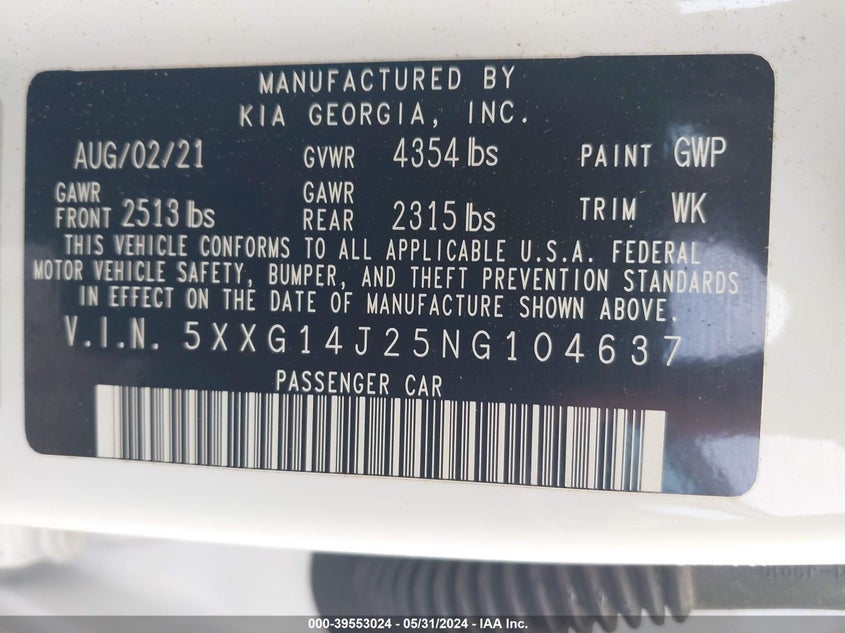 MANUFACTURED BY
KIA GEORGIA, INC.
AUG/02/21 GVWR 4354 lbs PAINT GWP
GAWR FRONT 2513 lbs GAWR REAR 2315 lbs TRIM WK
THIS VEHICLE CONFORMS TO ALL APPLICABLE U.S.A. FEDERAL
MOTOR VEHICLE SAFETY, BUMPER, AND THEFT PREVENTION STANDARDS
IN EFFECT ON THE DATE OF MANUFACTURE SHOWN ABOVE.
V.I.N. 5XXG14J25NG104637
PASSENGER CAR
000-39553024 - 05/31/2024 - IAA Inc.